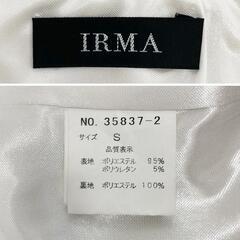 IRMA
NO. 35837-2
サイズ S
品質表示
表地 ポリエステル 95%
ポリウレタン 5%
裏地 ポリエステル 100%